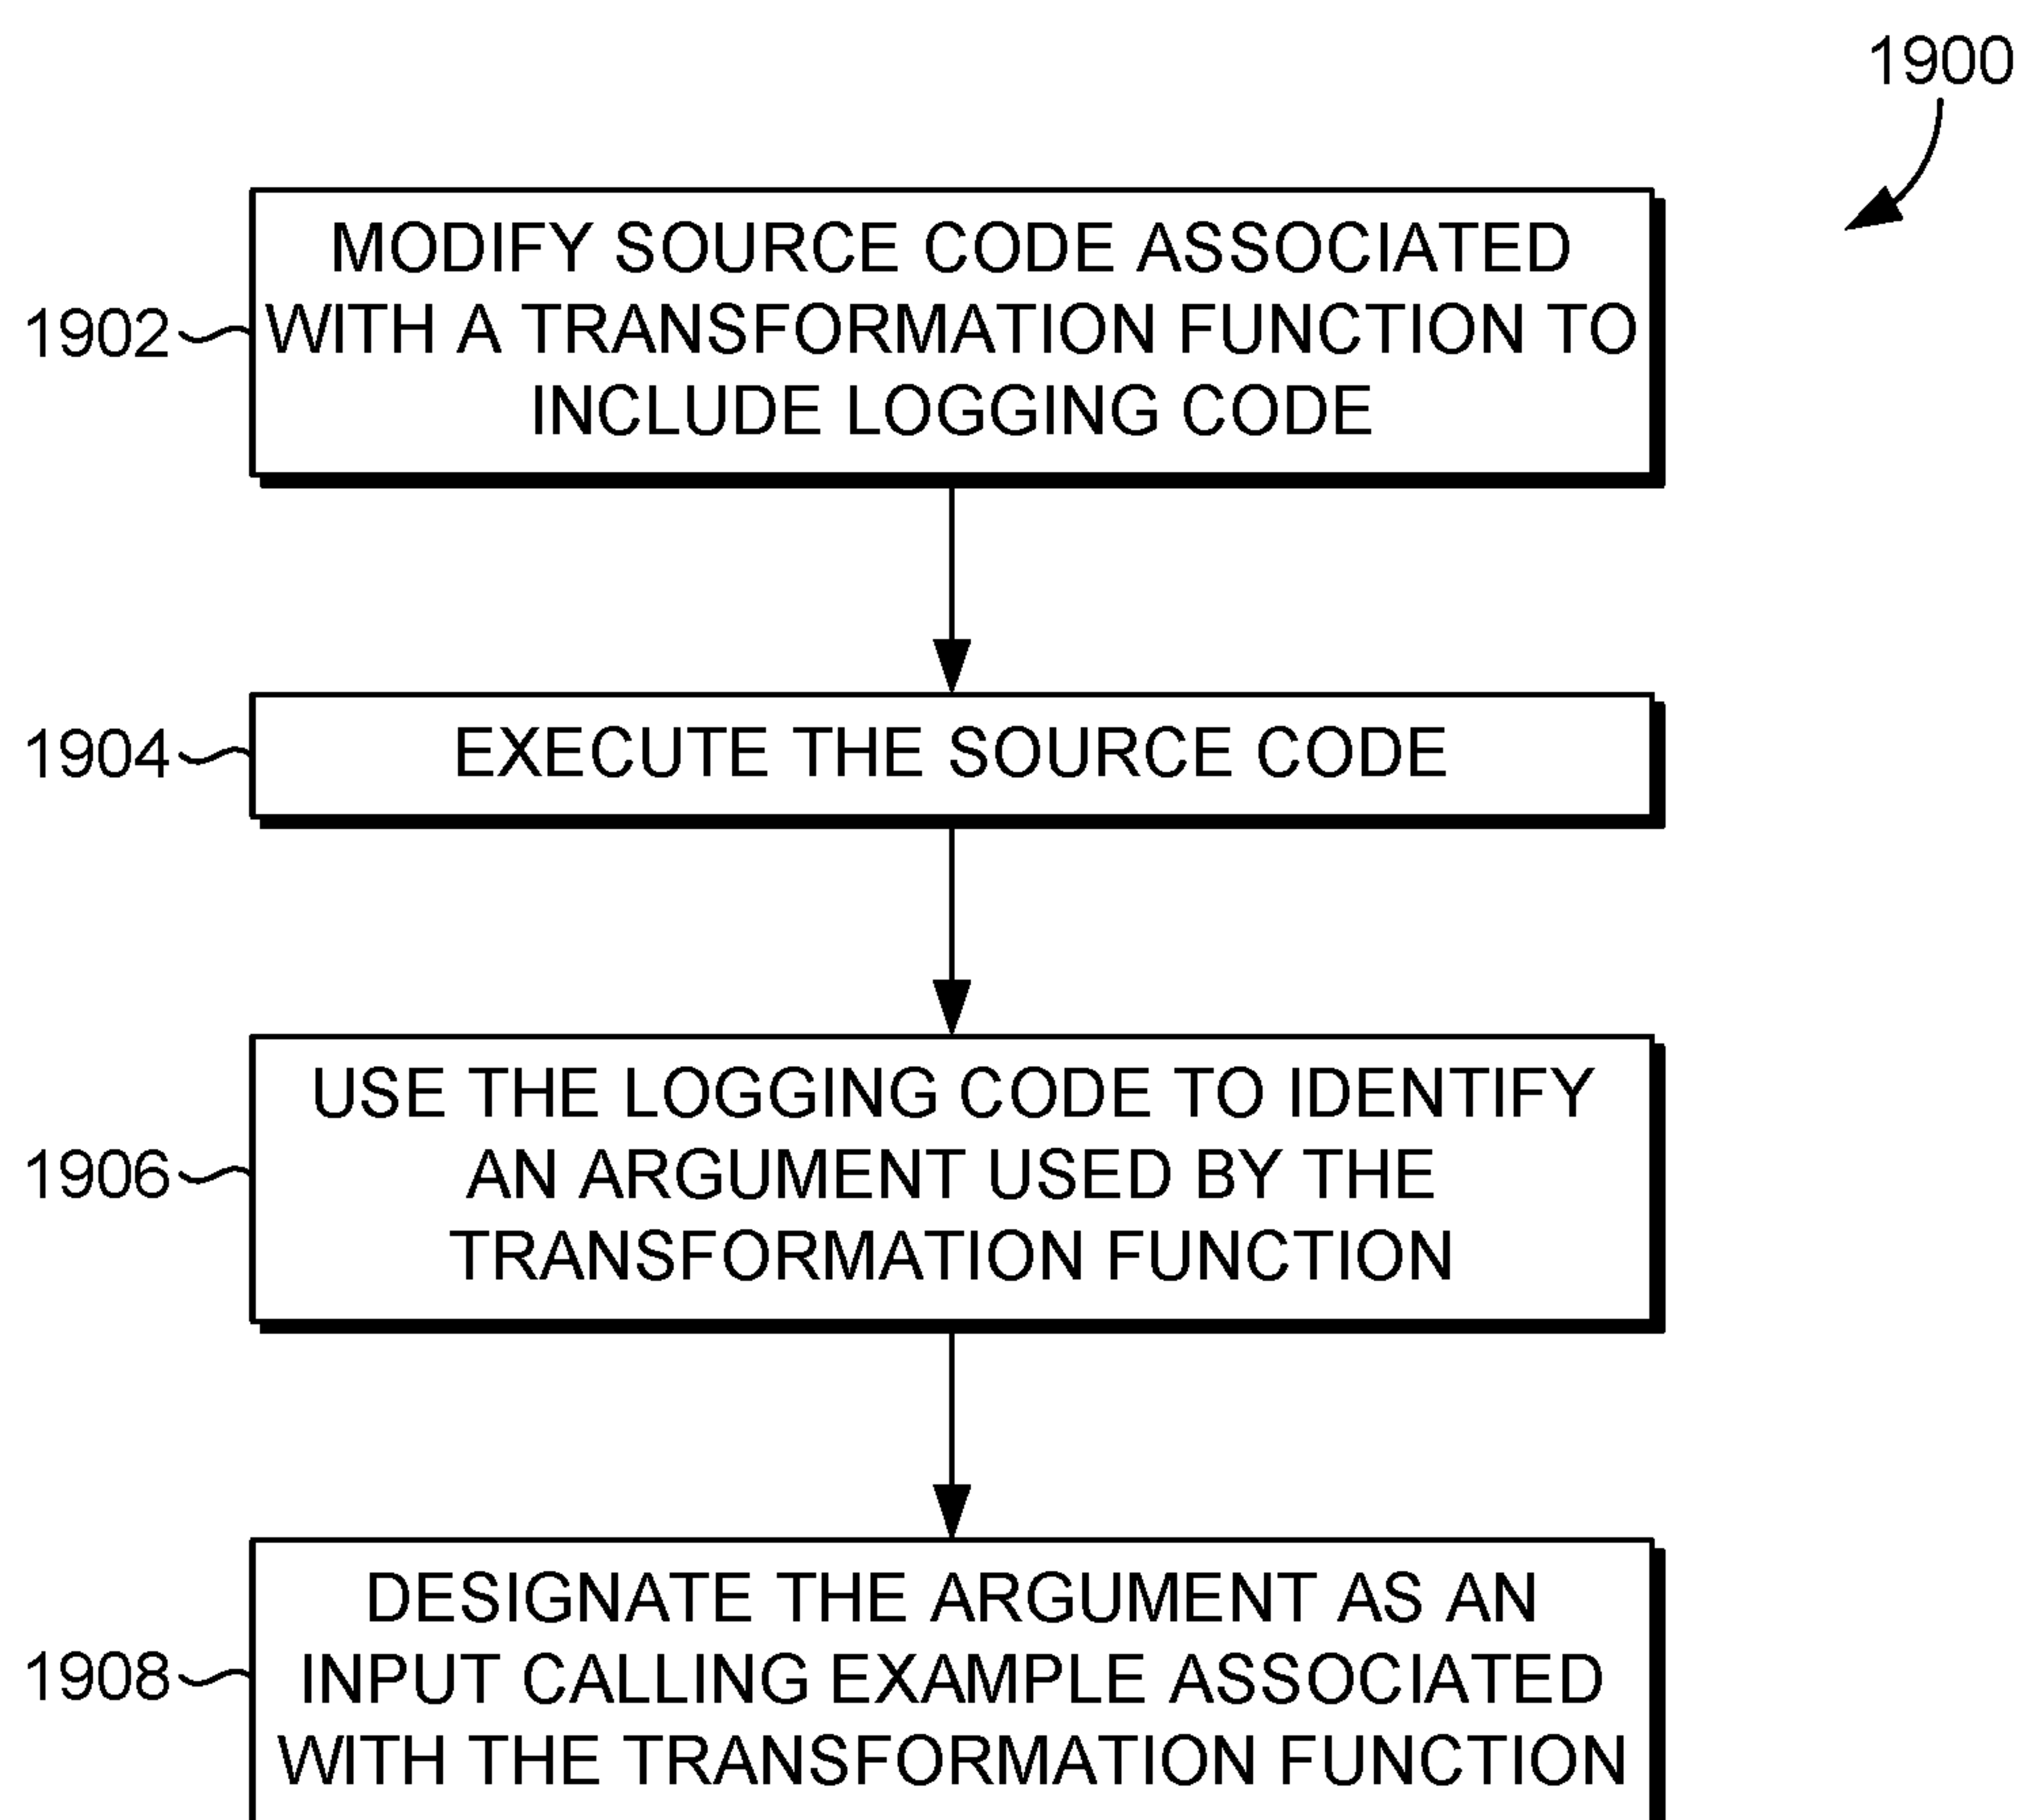 1900
MODIFY SOURCE CODE ASSOCIATED
WITH A TRANSFORMATION FUNCTION TO
INCLUDE LOGGING CODE
1902
EXECUTE THE SOURCE CODE
1904
USE THE LOGGING CODE TO IDENTIFY
AN ARGUMENT USED BY THE
TRANSFORMATION FUNCTION
1906
DESIGNATE THE ARGUMENT AS AN
INPUT CALLING EXAMPLE ASSOCIATED
WITH THE TRANSFORMATION FUNCTION
1908